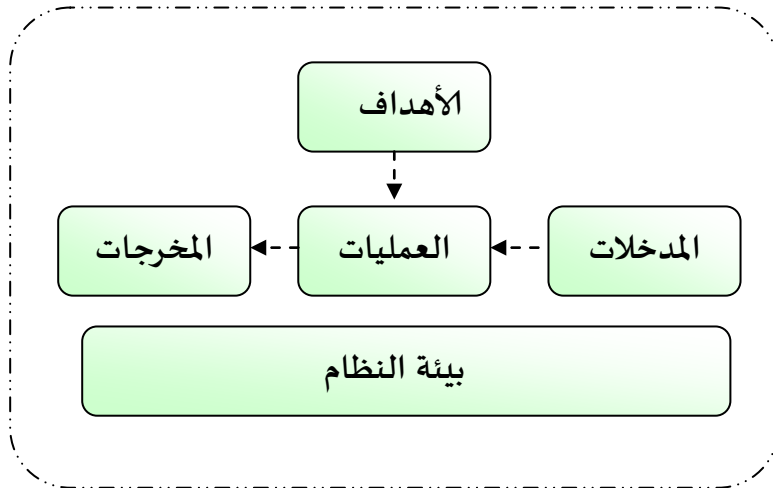 الأهداف
المدخلات
العمليات
المخرجات
بيئة النظام